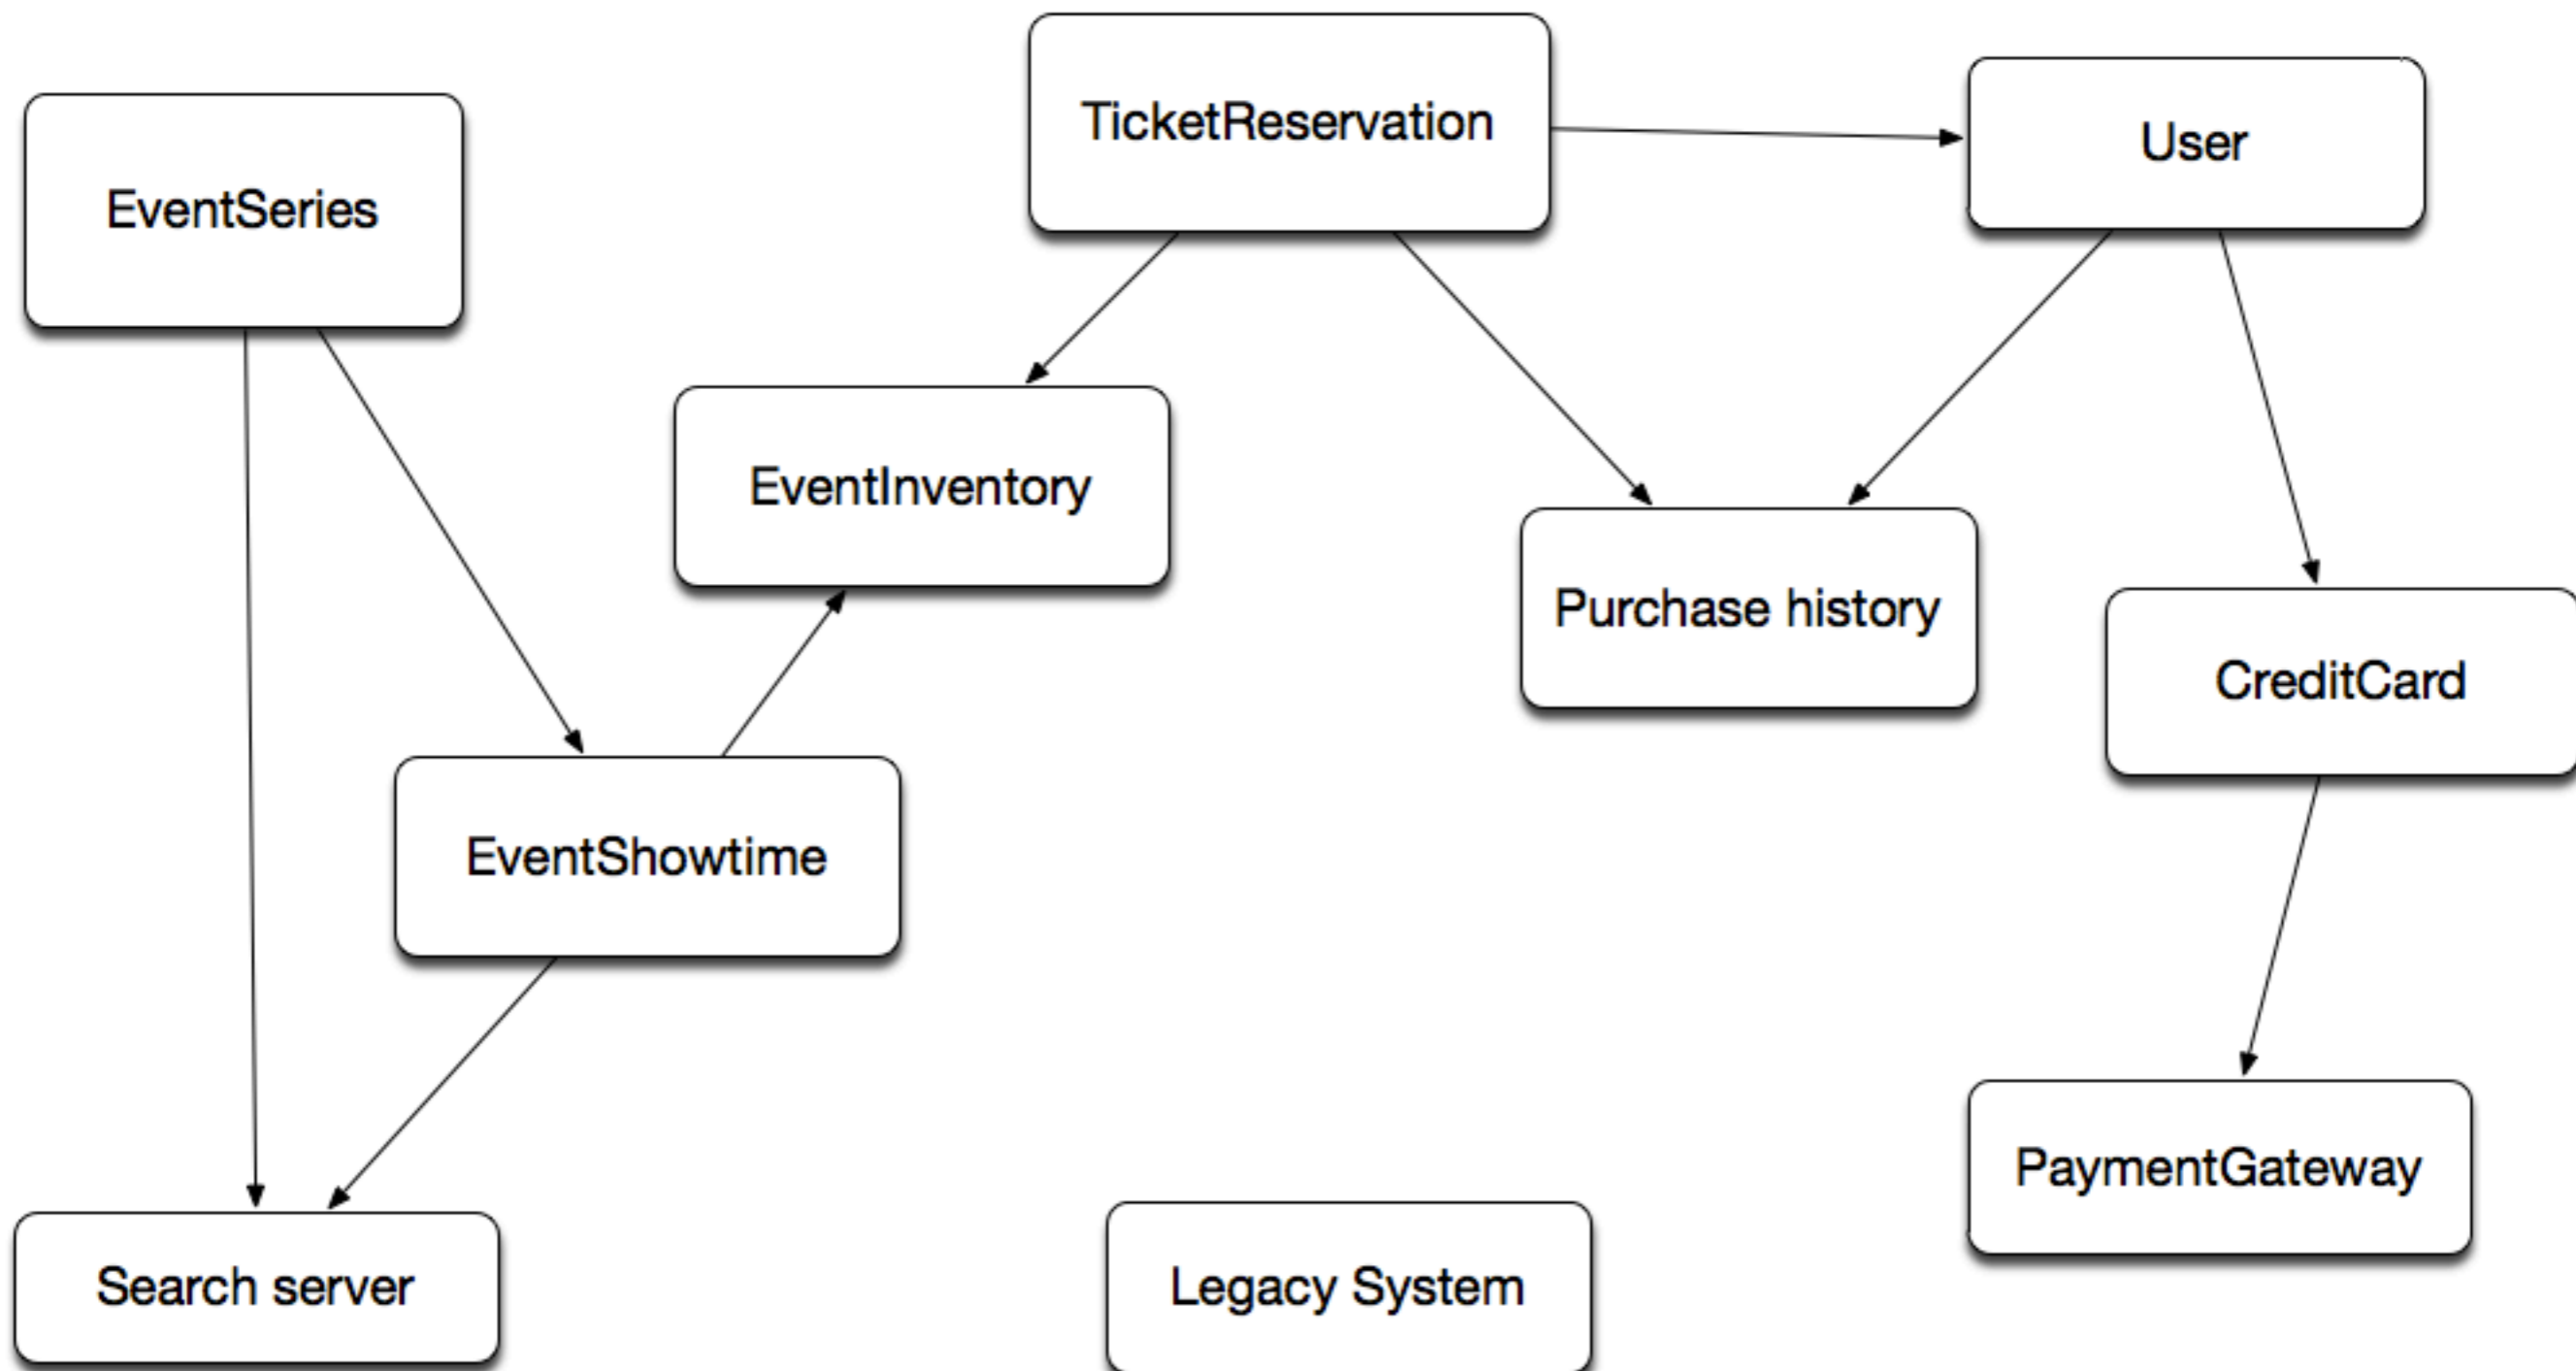 TicketReservation
User
EventSeries
EventInventory
Purchase history
CreditCard
EventShowtime
PaymentGateway
Search server
Legacy System